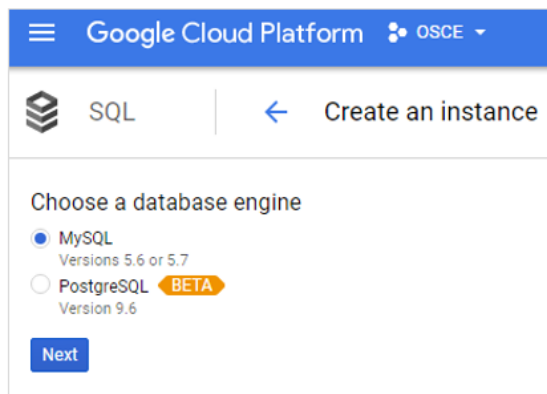 Google Cloud Platform OSCE
SQL Create an instance
Choose a database engine
MySQL
Versions 5.6 or 5.7
PostgreSQL BETA
Version 9.6
Next